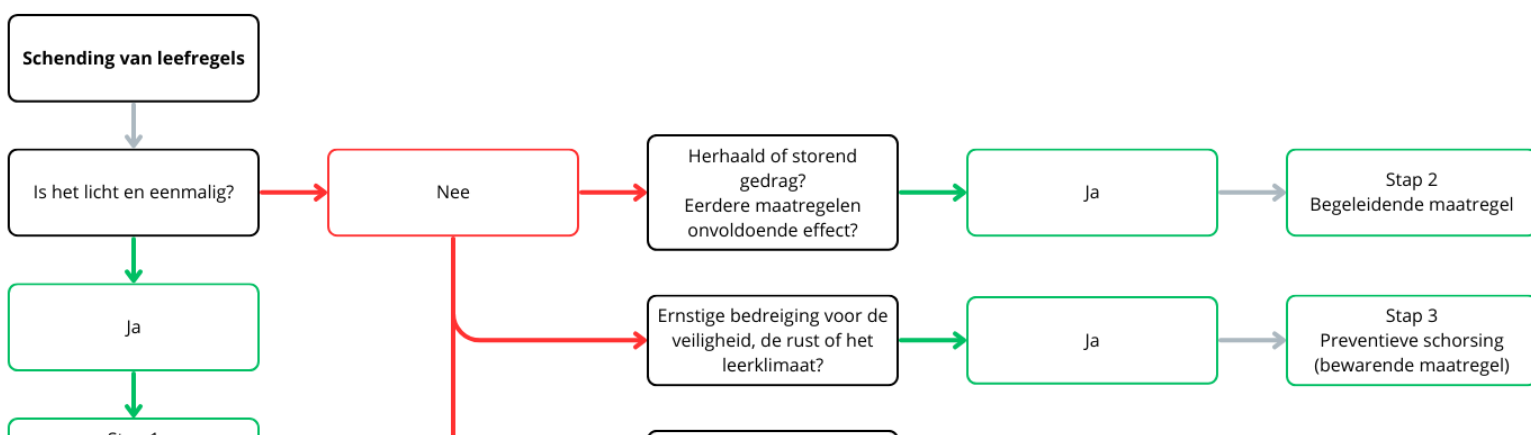 Schending van leefregels
Is het licht en eenmalig?
Nee
Herhaald of storend
gedrag?
Eerdere maatregelen
onvoldoende effect?
Ja
Stap 2
Begeleidende maatregel
Ja
Ernstige bedreiging voor de
veiligheid, de rust of het
leerklimaat?
Ja
Stap 3
Preventieve schorsing
(bewarende maatregel)